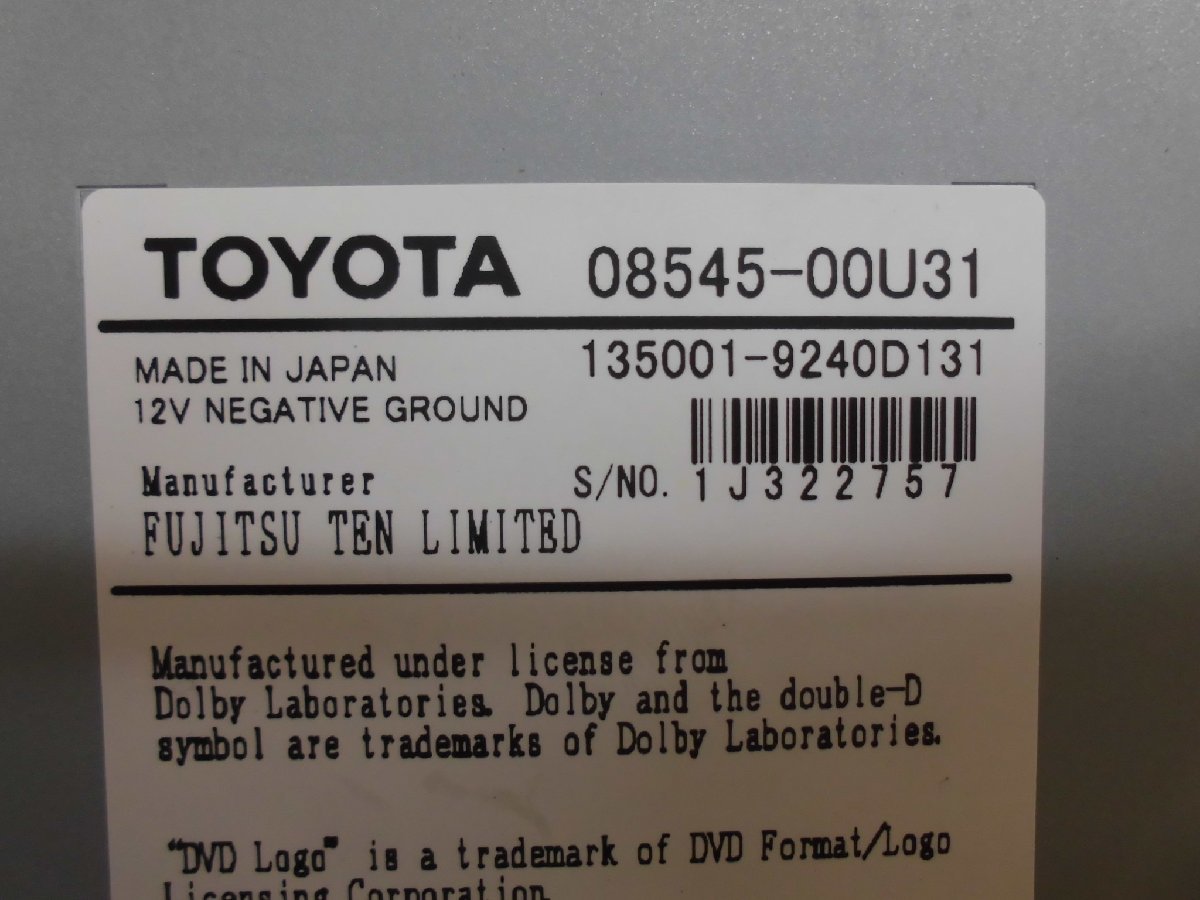 TOYOTA 08545-00U31
MADE IN JAPAN 135001-9240D131
12V NEGATIVE GROUND
Manufacturer S/NO. 1J322757
FUJITSU TEN LIMITED
Manufactured under license from
Dolby Laboratories. Dolby and the double-D
symbol are trademarks of Dolby Laboratories.
"DVD Logo" is a trademark of DVD Format/Logo
Licensing Corporation.